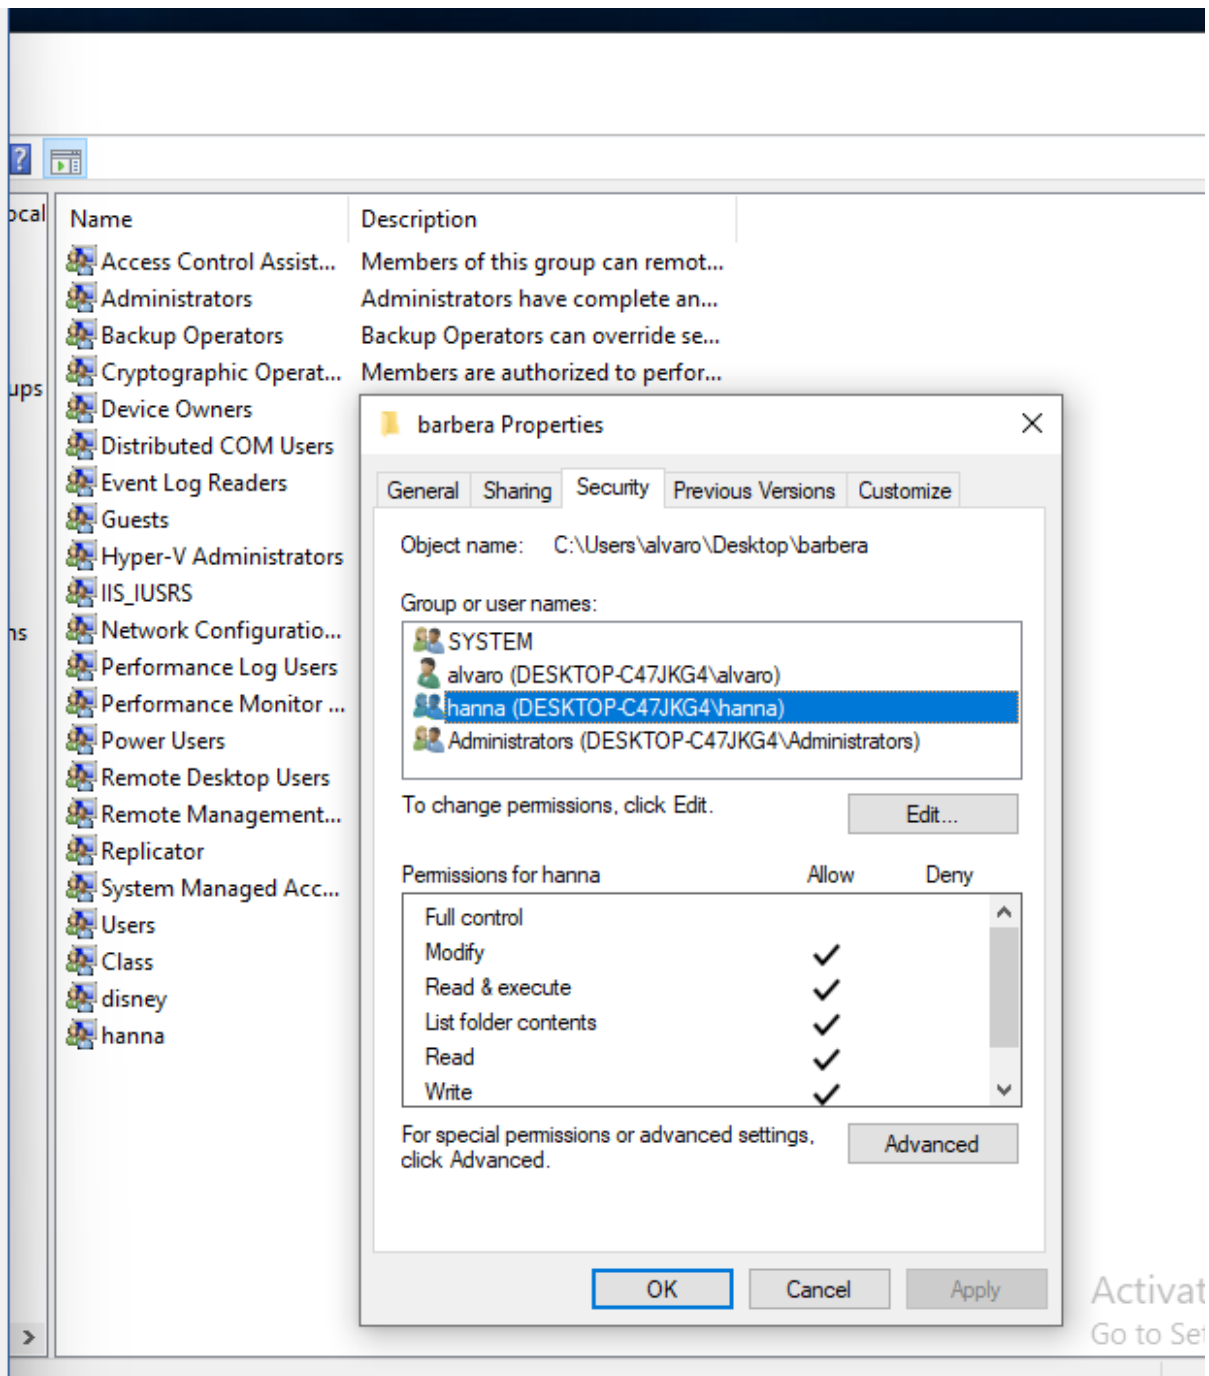 ?
ocal
ups
ns
Name Description
Access Control Assist... Members of this group can remot...
Administrators Administrators have complete an...
Backup Operators Backup Operators can override se...
Cryptographic Operat... Members are authorized to perfor...
Device Owners
Distributed COM Users
Event Log Readers
Guests
Hyper-V Administrators
IIS_IUSRS
Network Configuratio...
Performance Log Users
Performance Monitor ...
Power Users
Remote Desktop Users
Remote Management...
Replicator
System Managed Acc...
Users
Class
disney
hanna
barbera Properties
General Sharing Security Previous Versions Customize
Object name: C:\Users\alvaro\Desktop\barbera
Group or user names:
SYSTEM
alvaro (DESKTOP-C47JKG4\alvaro)
hanna (DESKTOP-C47JKG4\hanna)
Administrators (DESKTOP-C47JKG4\Administrators)
To change permissions, click Edit. Edit...
Permissions for hanna Allow Deny
Full control
Modify
Read & execute
List folder contents
Read
Write
For special permissions or advanced settings,
click Advanced. Advanced
OK Cancel Apply
Activat
Go to Set